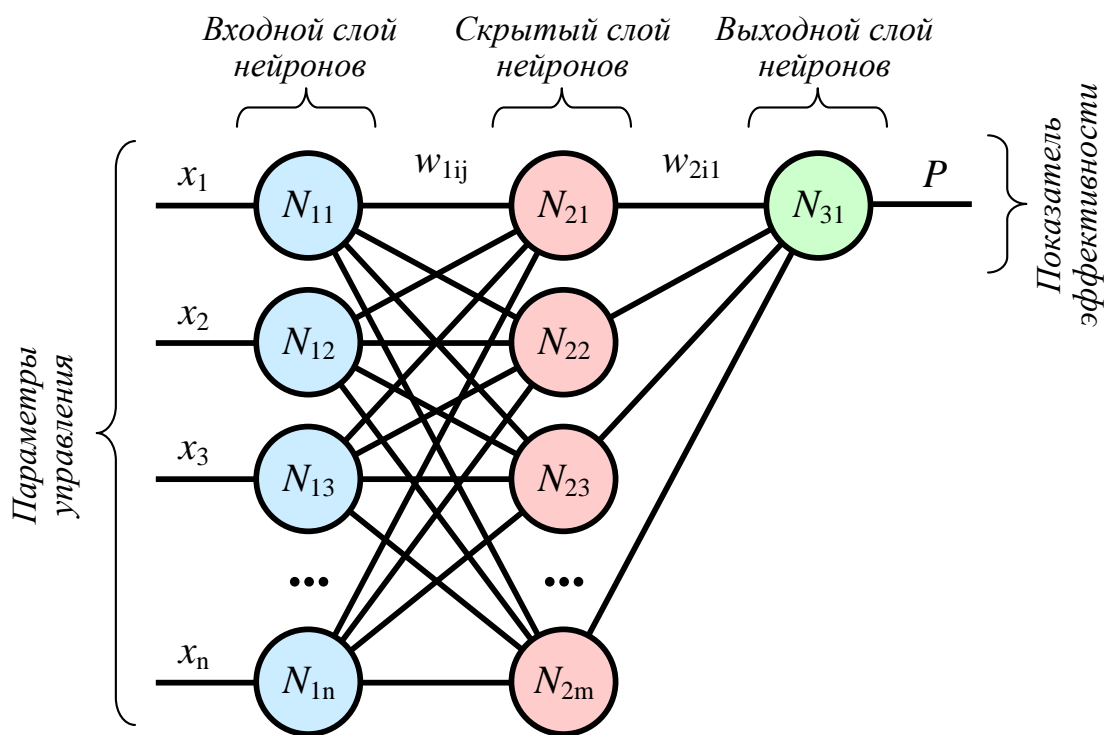 Входной слой
нейронов
Скрытый слой
нейронов
Выходной слой
нейронов
Параметры
управления
Показатель
эффективности
x1
w1ij
w2i1
P
N11
N21
N31
x2
N12
N22
x3
N13
N23
...
...
xn
N1n
N2m